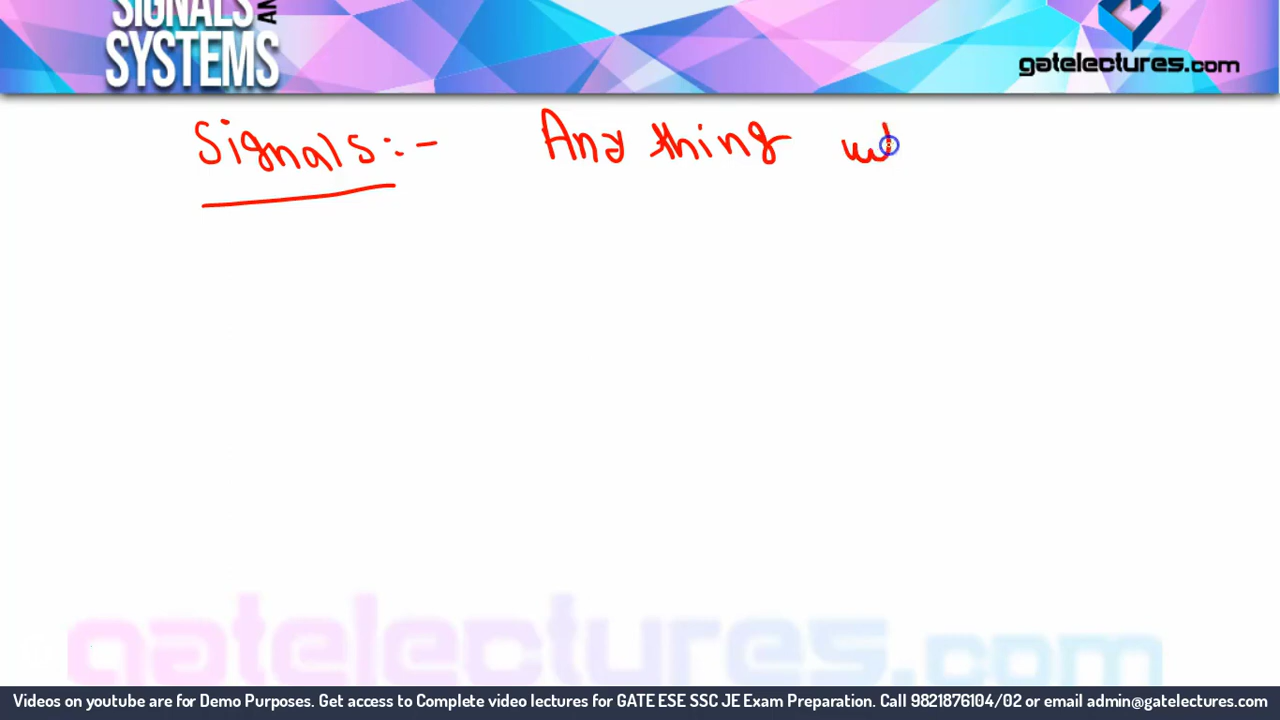 SIGNALS AND
SYSTEMS
gatelectures.com
Signals:- Any thing
gatelectures.com
Videos on youtube are for Demo Purposes. Get access to Complete video lectures for GATE ESE SSC JE Exam Preparation. Call 9821876104/02 or email admin@gatelectures.com